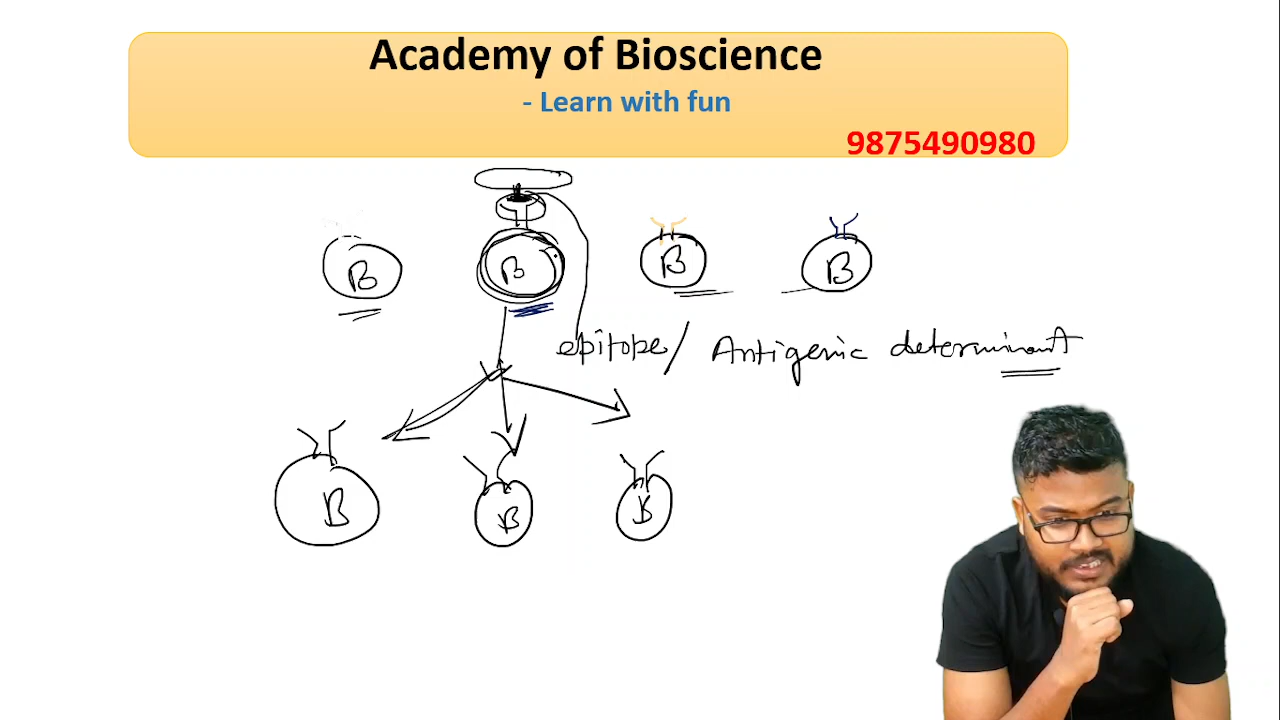 Academy of Bioscience
- Learn with fun
9875490980
B B B B
epitope/ Antigenic determinant
B B B